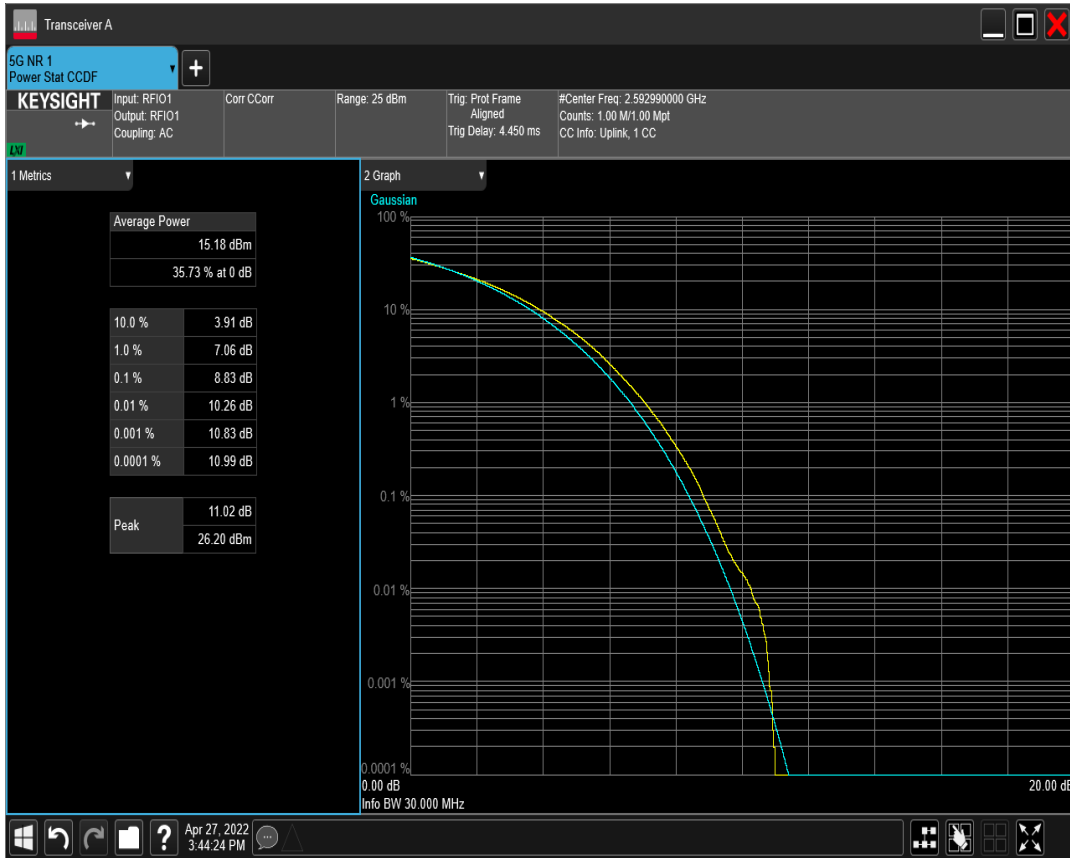 Transceiver A
5G NR 1
Power Stat CCDF
KEYSIGHT
LXI
Input: RFIO1
Output: RFIO1
Coupling: AC
Corr CCorr
Range: 25 dBm
Trig: Prot Frame
Aligned
Trig Delay: 4.450 ms
#Center Freq: 2.592990000 GHz
Counts: 1.00 M/1.00 Mpt
CC Info: Uplink, 1 CC
1 Metrics
Average Power
15.18 dBm
35.73 % at 0 dB
10.0 % 3.91 dB
1.0 % 7.06 dB
0.1 % 8.83 dB
0.01 % 10.26 dB
0.001 % 10.83 dB
0.0001 % 10.99 dB
Peak
11.02 dB
26.20 dBm
2 Graph
Gaussian
100 %
10 %
1 %
0.1 %
0.01 %
0.001 %
0.0001 %
0.00 dB 20.00 dB
Info BW 30.000 MHz
?
Apr 27, 2022
3:44:24 PM